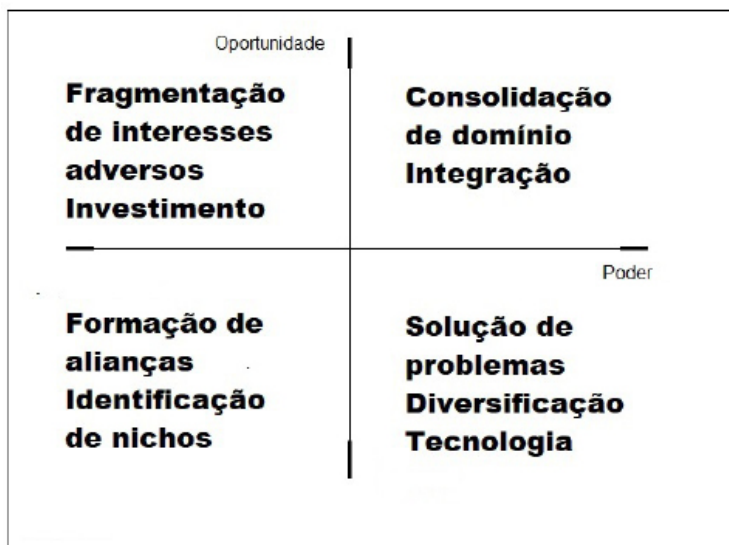 Oportunidade
Fragmentação
de interesses
adversos
Investimento
Consolidação
de domínio
Integração
Poder
Formação de
alianças
Identificação
de nichos
Solução de
problemas
Diversificação
Tecnologia